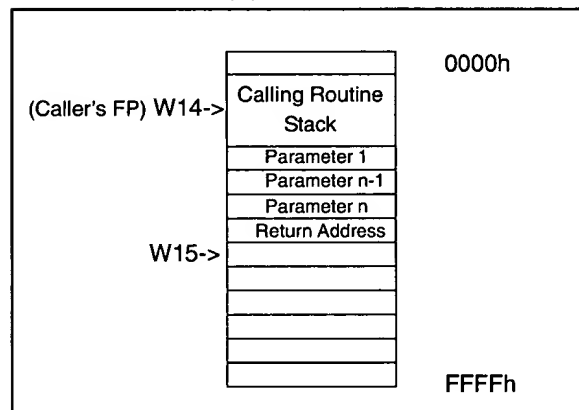 0000h
(Caller's FP) W14->
Calling Routine
Stack
Parameter 1
Parameter n-1
Parameter n
Return Address
W15->
FFFFh